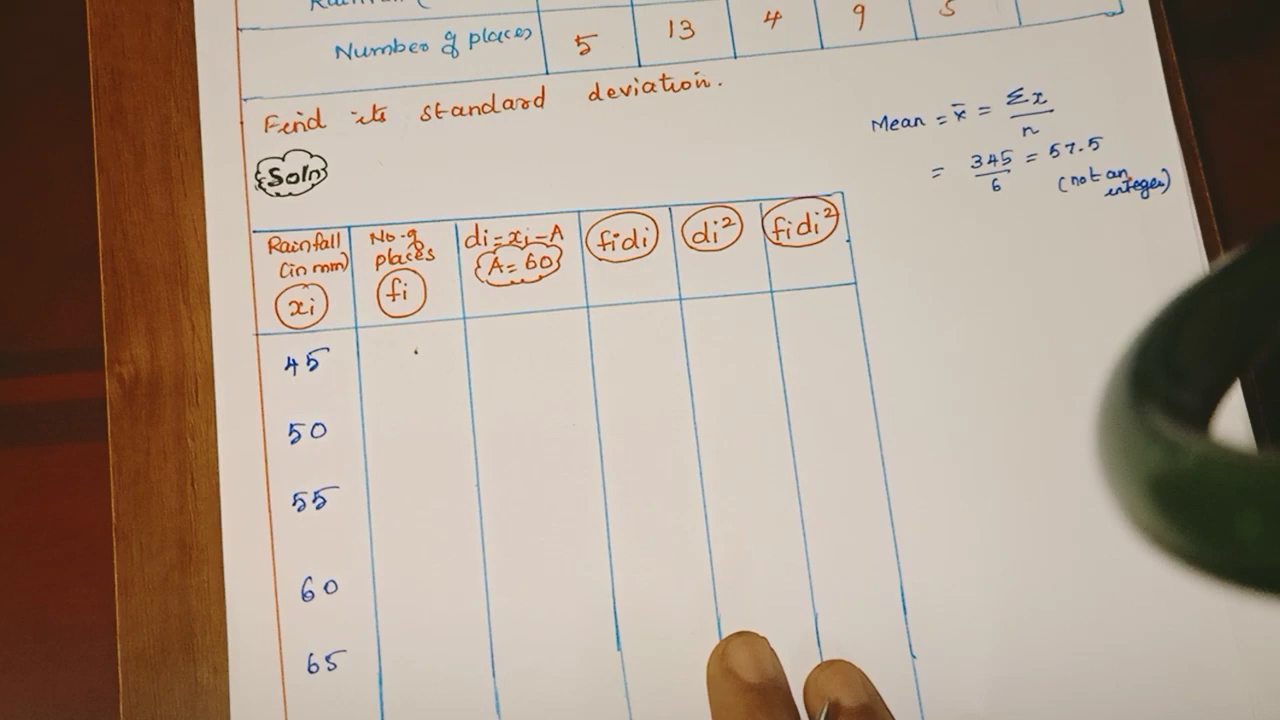 Number of places 5 13 4 9 5
Find its standard deviation.
Soln
Mean = x̄ = Σx/n
= 345/6 = 57.5
(not an integer)
Rainfall (in mm) xi
No. of places fi
di = xi - A
A = 60
fidi
di²
fidi²
45
50
55
60
65